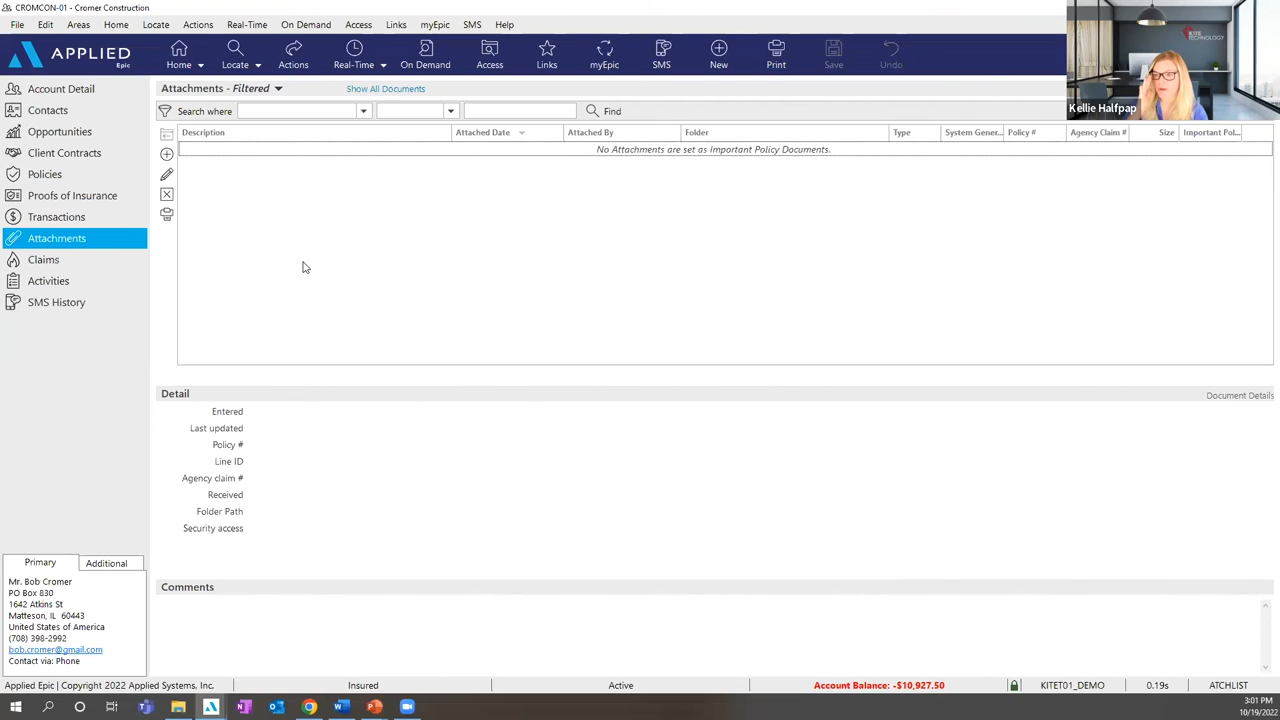 CROMCON-01 - Cromer Construction
File Edit Areas Home Locate Actions Real-Time On Demand Access Links myEpic SMS Help
APPLIED Epic
Home Locate Actions Real-Time On Demand Access Links myEpic SMS New Print Save Undo
KITE TECHNOLOGY
Kellie Halfpap
Account Detail
Contacts
Opportunities
Client Contracts
Policies
Proofs of Insurance
Transactions
Attachments
Claims
Activities
SMS History
Attachments - Filtered Show All Documents
Search where Find
Description Attached Date Attached By Folder Type System Gener... Policy # Agency Claim # Size Important Pol...
No Attachments are set as Important Policy Documents.
Detail Document Details
Entered
Last updated
Policy #
Line ID
Agency claim #
Received
Folder Path
Security access
Comments
Primary Additional
Mr. Bob Cromer
PO Box 830
1642 Atkins St
Matteson, IL 60443
United States of America
(708) 398-2992
bob.cromer@gmail.com
Contact via: Phone
Applied Epic | Copyright 2022 Applied Systems, Inc. Insured Active Account Balance: -$10,927.50 KITET01_DEMO 0.19s ATCHLIST
3:01 PM
10/19/2022